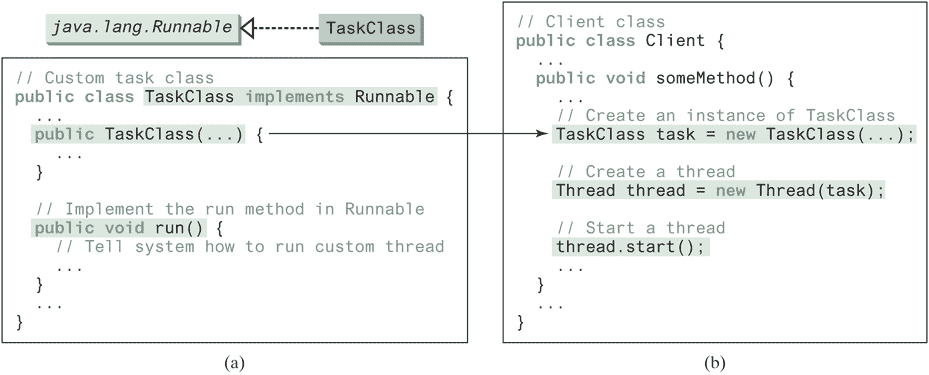 java.lang.Runnable
TaskClass
// Custom task class
public class TaskClass implements Runnable {
  ...
  public TaskClass(...) {
    ...
  }

  // Implement the run method in Runnable
  public void run() {
    // Tell system how to run custom thread
    ...
  }
  ...
}
(a)
// Client class
public class Client {
  ...
  public void someMethod() {
    ...
    // Create an instance of TaskClass
    TaskClass task = new TaskClass(...);

    // Create a thread
    Thread thread = new Thread(task);

    // Start a thread
    thread.start();
    ...
  }
  ...
}
(b)